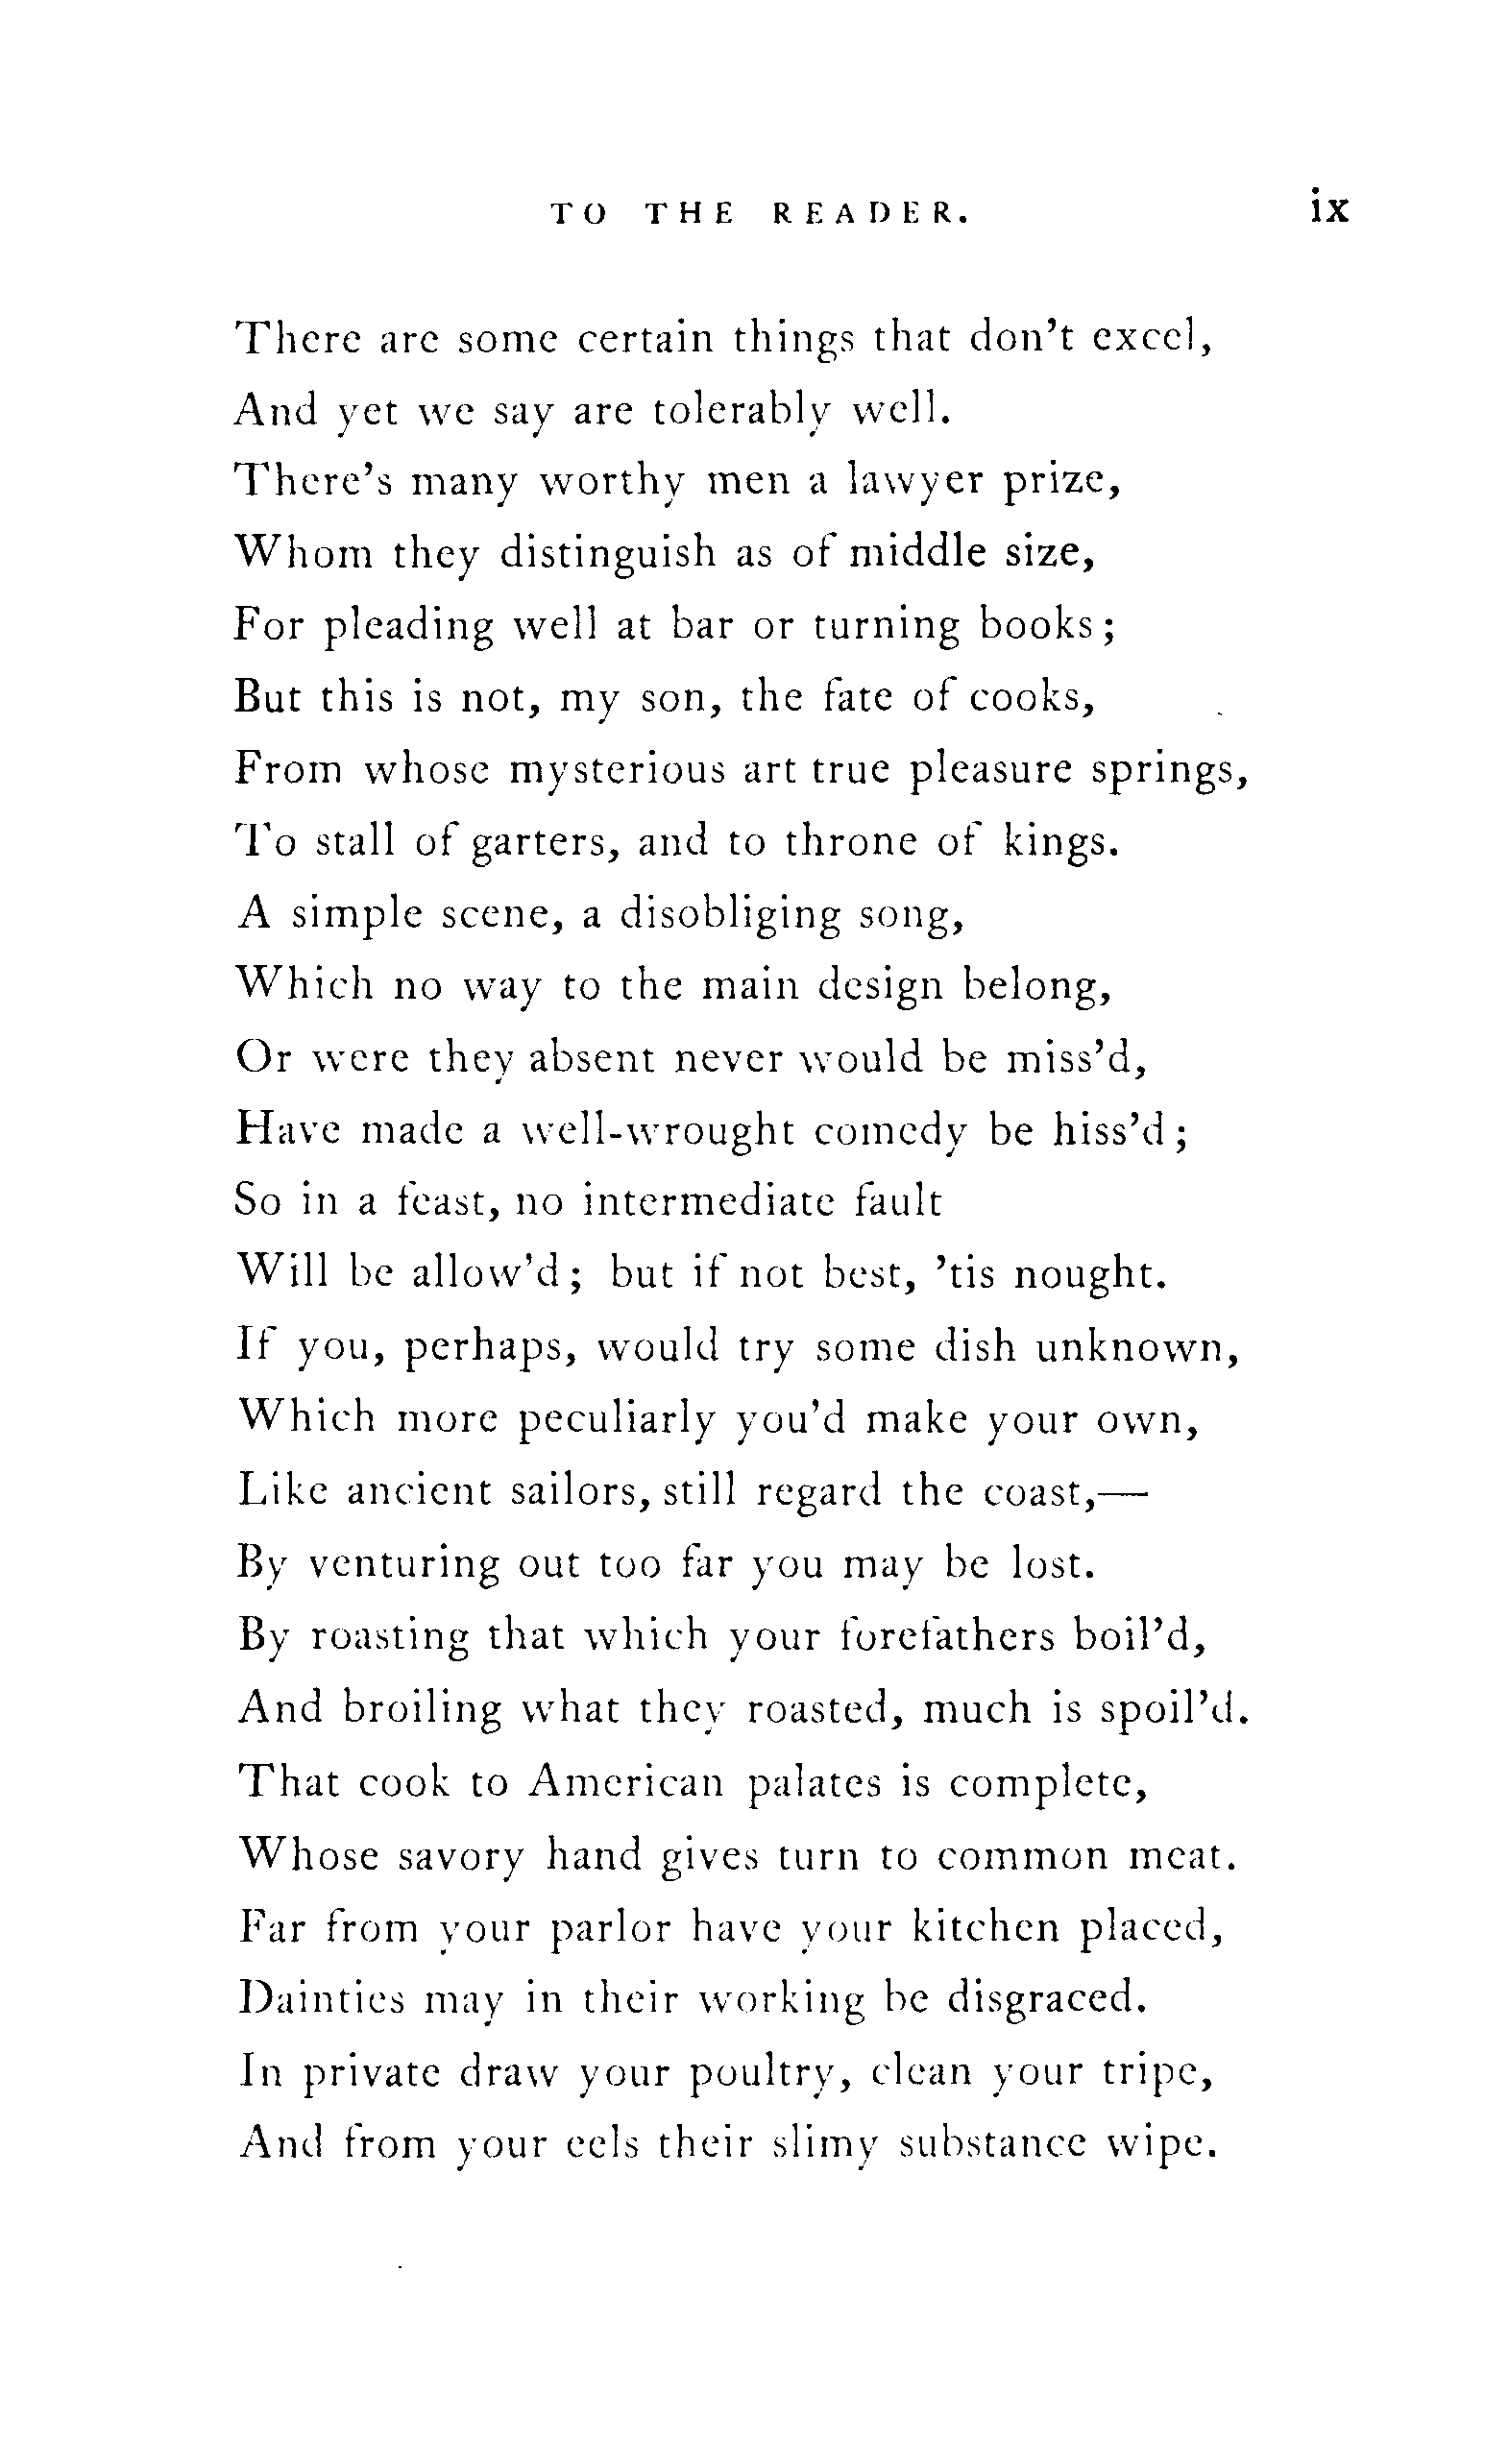 TO THE READER. ix
There are some certain things that don't excel,
And yet we say are tolerably well.
There's many worthy men a lawyer prize,
Whom they distinguish as of middle size,
For pleading well at bar or turning books;
But this is not, my son, the fate of cooks,
From whose mysterious art true pleasure springs,
To stall of garters, and to throne of kings.
A simple scene, a disobliging song,
Which no way to the main design belong,
Or were they absent never would be miss'd,
Have made a well-wrought comedy be hiss'd;
So in a feast, no intermediate fault
Will be allow'd; but if not best, 'tis nought.
If you, perhaps, would try some dish unknown,
Which more peculiarly you'd make your own,
Like ancient sailors, still regard the coast,—
By venturing out too far you may be lost.
By roasting that which your forefathers boil'd,
And broiling what they roasted, much is spoil'd.
That cook to American palates is complete,
Whose savory hand gives turn to common meat.
Far from your parlor have your kitchen placed,
Dainties may in their working be disgraced.
In private draw your poultry, clean your tripe,
And from your eels their slimy substance wipe.